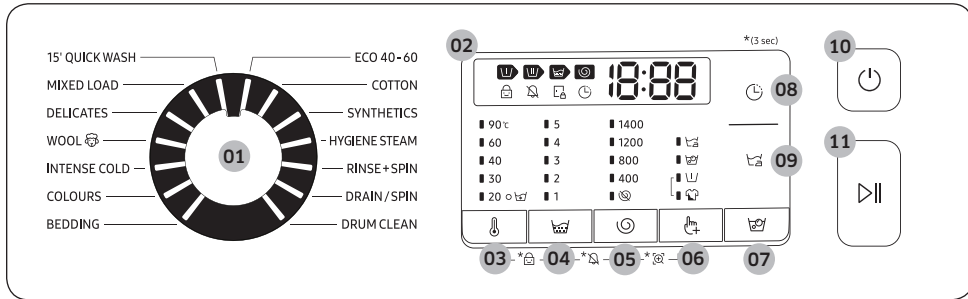 15' QUICK WASH
MIXED LOAD
DELICATES
WOOL
INTENSE COLD
COLOURS
BEDDING
ECO 40-60
COTTON
SYNTHETICS
HYGIENE STEAM
RINSE+SPIN
DRAIN/SPIN
DRUM CLEAN
01
02
*(3 sec)
18:88
90℃ 5 1400
60 4 1200
40 3 800
30 2 400
20 1
03 * 04 * 05 * 06 07
08
09
10
11